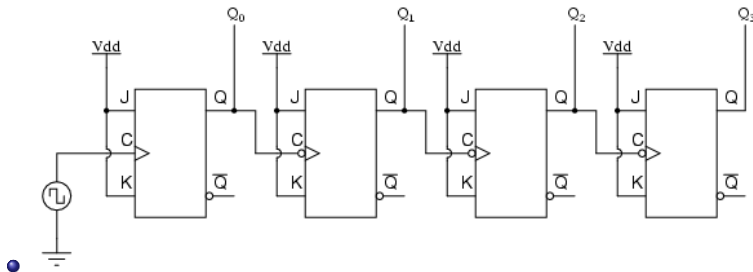 Q0 Q1 Q2 Q3
Vdd Vdd Vdd Vdd
J Q J Q J Q J Q
C C C C
K Q K Q K Q K Q